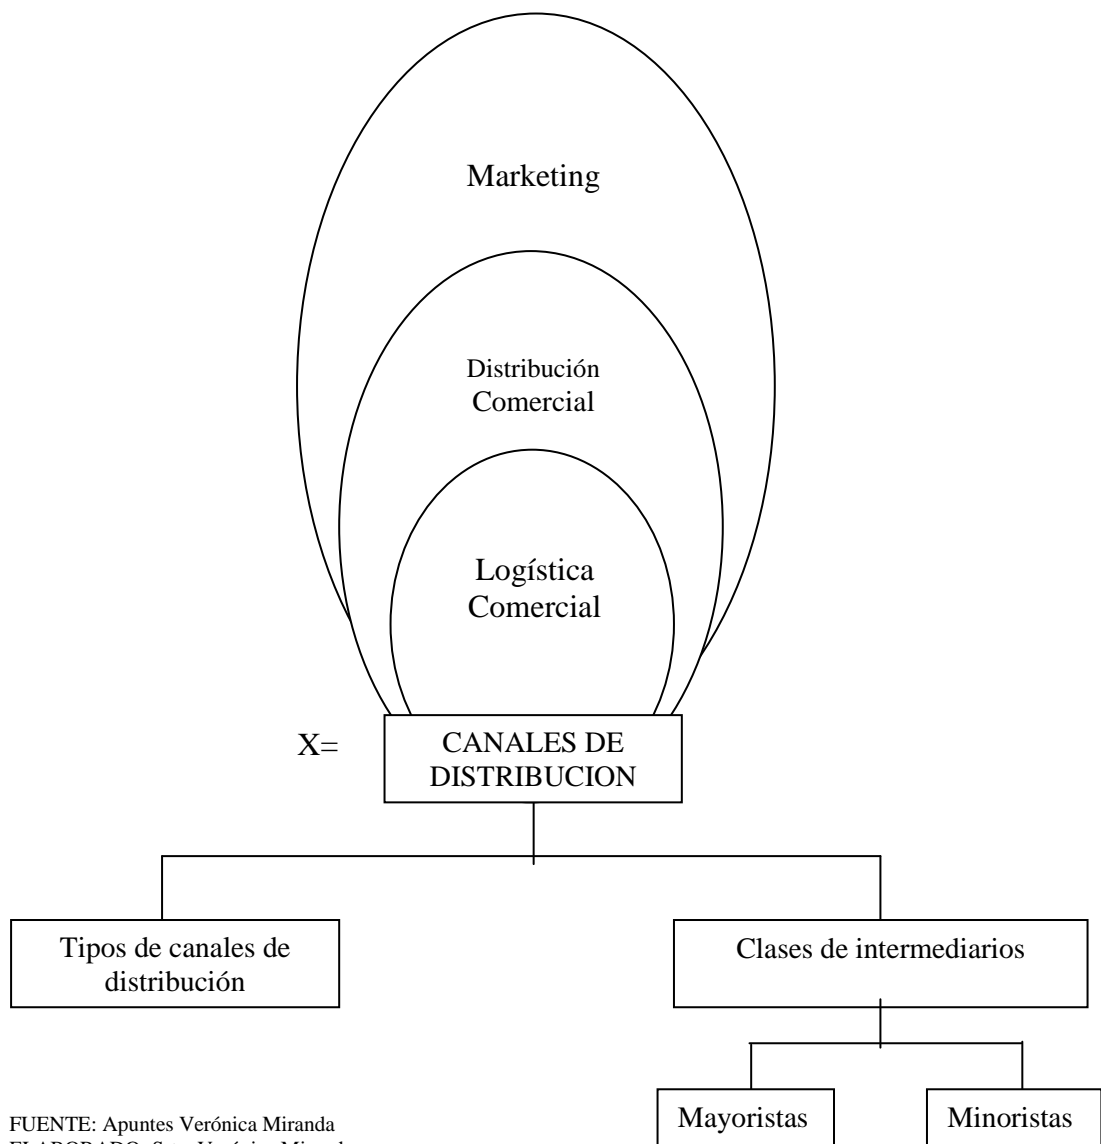 Marketing
Distribución
Comercial
Logística
Comercial
X=
CANALES DE
DISTRIBUCION
Tipos de canales de
distribución
Clases de intermediarios
Mayoristas
Minoristas
FUENTE: Apuntes Verónica Miranda